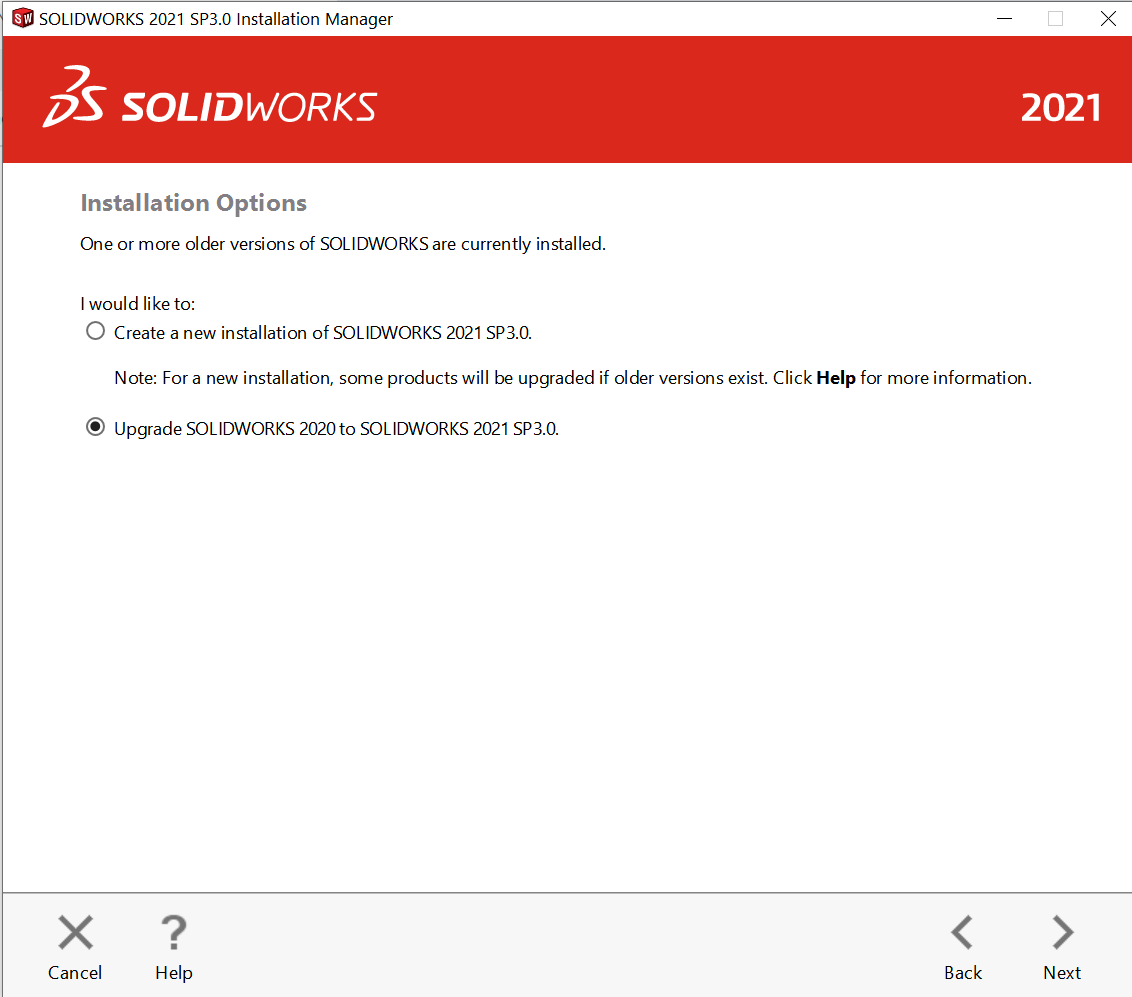 SOLIDWORKS 2021 SP3.0 Installation Manager
SOLIDWORKS 2021
Installation Options
One or more older versions of SOLIDWORKS are currently installed.
I would like to:
Create a new installation of SOLIDWORKS 2021 SP3.0.
Note: For a new installation, some products will be upgraded if older versions exist. Click Help for more information.
Upgrade SOLIDWORKS 2020 to SOLIDWORKS 2021 SP3.0.
Cancel Help Back Next